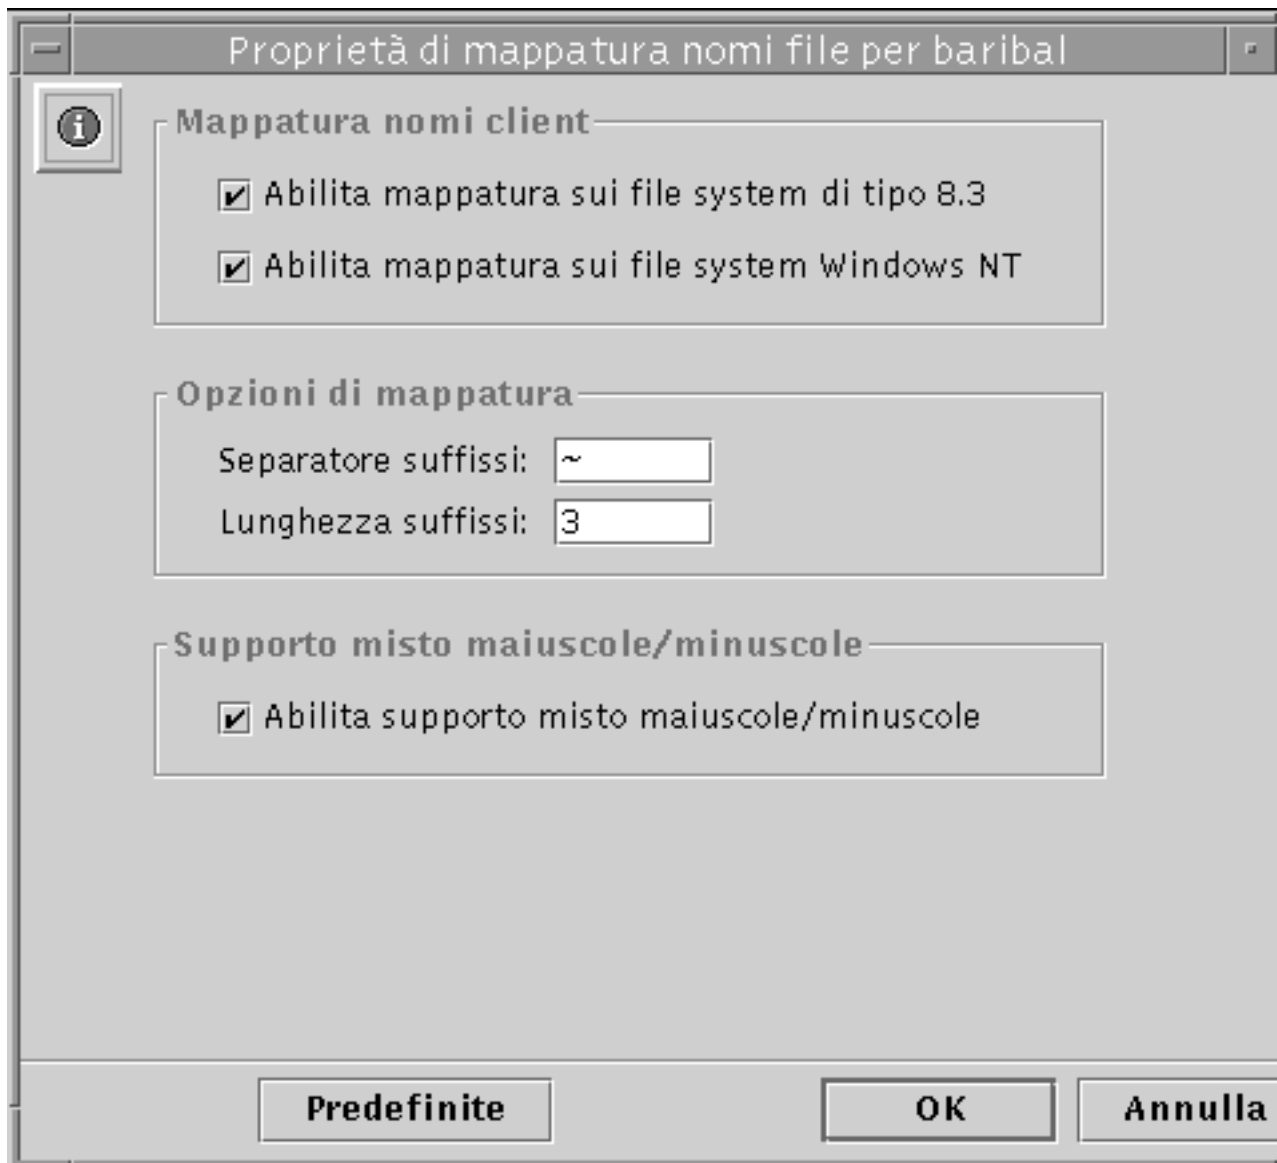 Proprietà di mappatura nomi file per baribal
Mappatura nomi client
Abilita mappatura sui file system di tipo 8.3
Abilita mappatura sui file system Windows NT
Opzioni di mappatura
Separatore suffissi: ~
Lunghezza suffissi: 3
Supporto misto maiuscole/minuscole
Abilita supporto misto maiuscole/minuscole
Predefinite OK Annulla